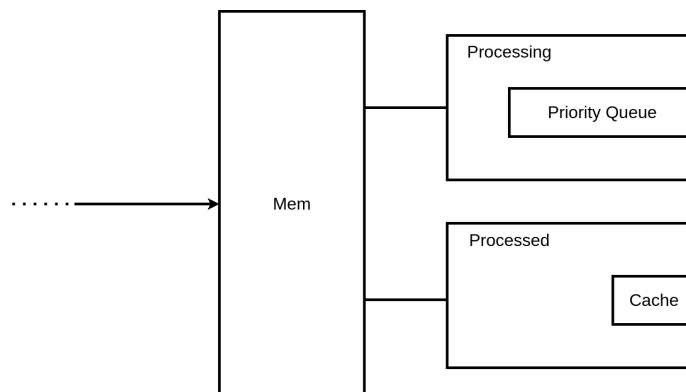 Processing
Priority Queue
Mem
Processed
Cache